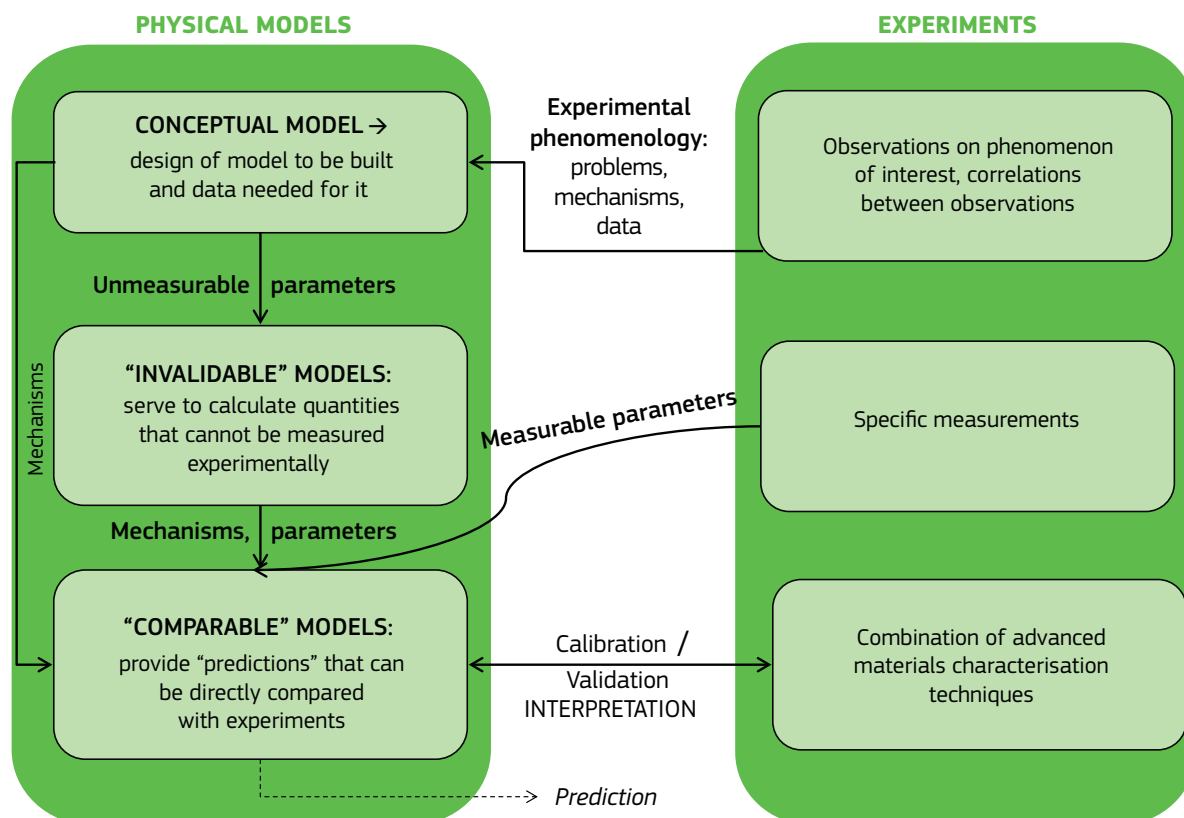 PHYSICAL MODELS
EXPERIMENTS
CONCEPTUAL MODEL →
design of model to be built
and data needed for it
Experimental
phenomenology:
problems,
mechanisms,
data
Observations on phenomenon
of interest, correlations
between observations
Unmeasurable parameters
Mechanisms
"INVALIDABLE" MODELS:
serve to calculate quantities
that cannot be measured
experimentally
Measurable parameters
Specific measurements
Mechanisms, parameters
"COMPARABLE" MODELS:
provide "predictions" that can
be directly compared
with experiments
Calibration /
Validation
INTERPRETATION
Combination of advanced
materials characterisation
techniques
Prediction